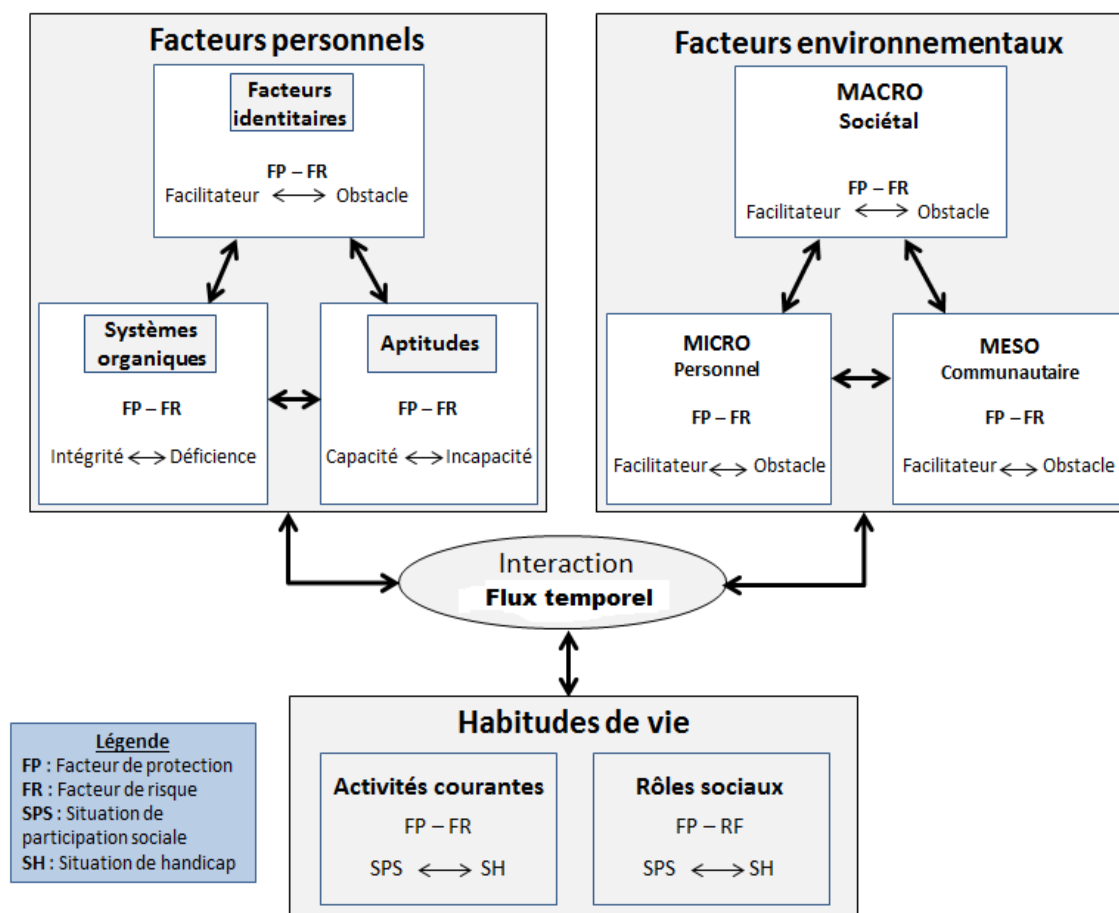 Facteurs personnels
Facteurs
identitaires
FP – FR
Facilitateur Obstacle
Systèmes
organiques
FP – FR
Intégrité Déficience
Aptitudes
FP – FR
Capacité Incapacité
Facteurs environnementaux
MACRO
Sociétal
FP – FR
Facilitateur Obstacle
MICRO
Personnel
FP – FR
Facilitateur Obstacle
MESO
Communautaire
FP – FR
Facilitateur Obstacle
Interaction
Flux temporel
Habitudes de vie
Activités courantes
FP – FR
SPS SH
Rôles sociaux
FP – RF
SPS SH
Légende
FP : Facteur de protection
FR : Facteur de risque
SPS : Situation de
participation sociale
SH : Situation de handicap